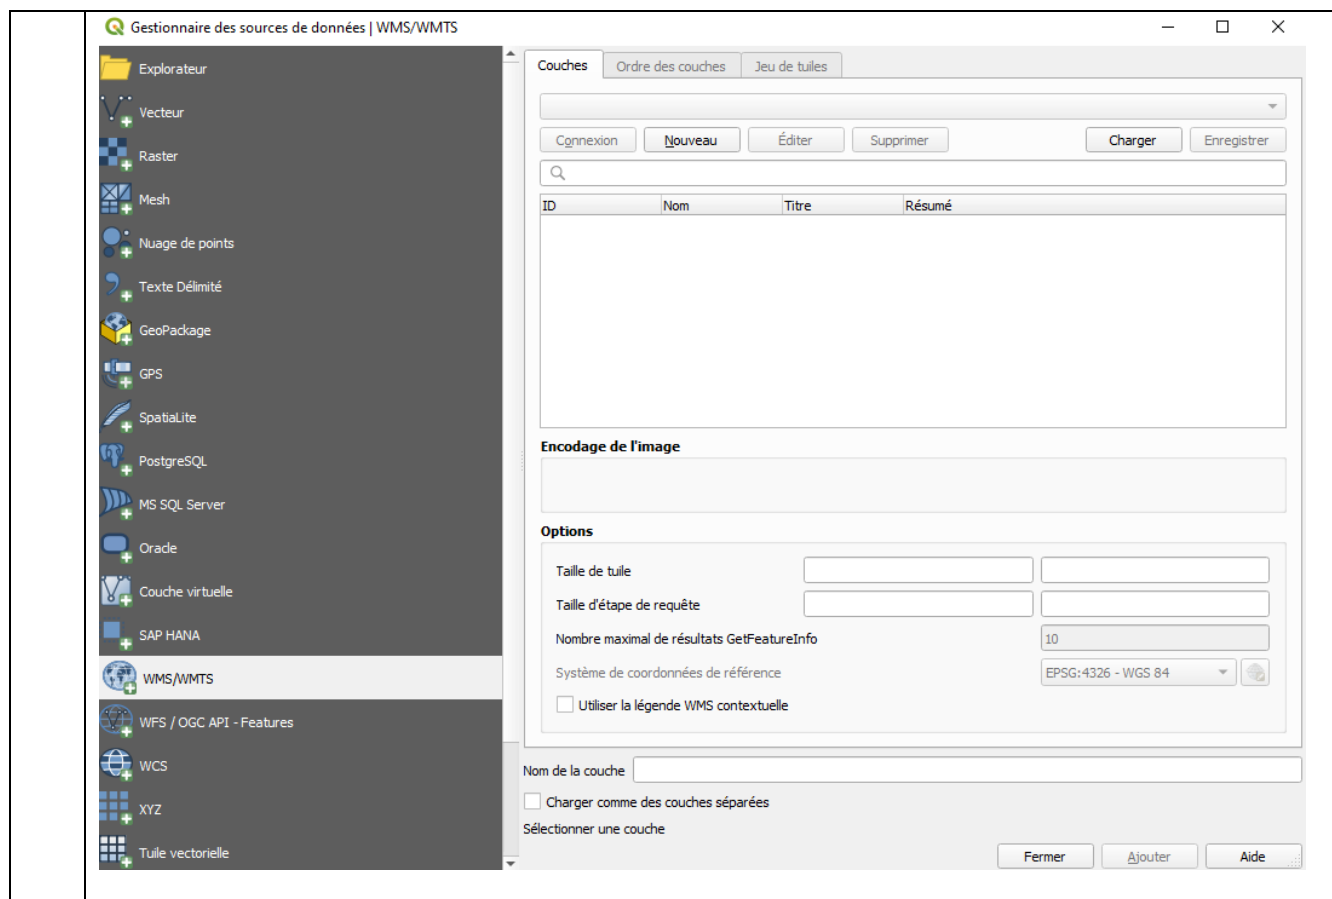 Gestionnaire des sources de données | WMS/WMTS
Explorateur
Vecteur
Raster
Mesh
Nuage de points
Texte Délimité
GeoPackage
GPS
SpatiaLite
PostgreSQL
MS SQL Server
Oracle
Couche virtuelle
SAP HANA
WMS/WMTS
WFS / OGC API - Features
WCS
XYZ
Tuile vectorielle
Couches Ordre des couches Jeu de tuiles
Connexion Nouveau Éditer Supprimer Charger Enregistrer
ID Nom Titre Résumé
Encodage de l'image
Options
Taille de tuile
Taille d'étape de requête
Nombre maximal de résultats GetFeatureInfo 10
Système de coordonnées de référence EPSG:4326 - WGS 84
Utiliser la légende WMS contextuelle
Nom de la couche
Charger comme des couches séparées
Sélectionner une couche
Fermer Ajouter Aide